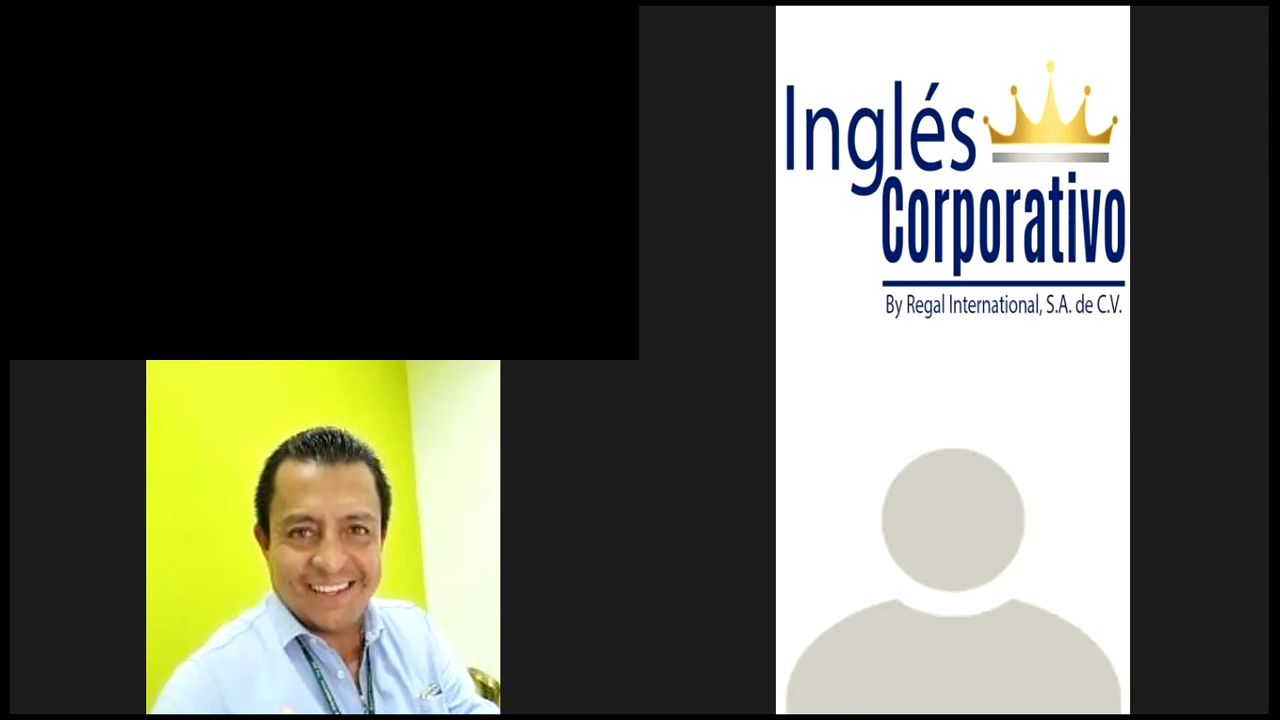 Inglés
Corporativo
By Regal International, S.A. de C.V.